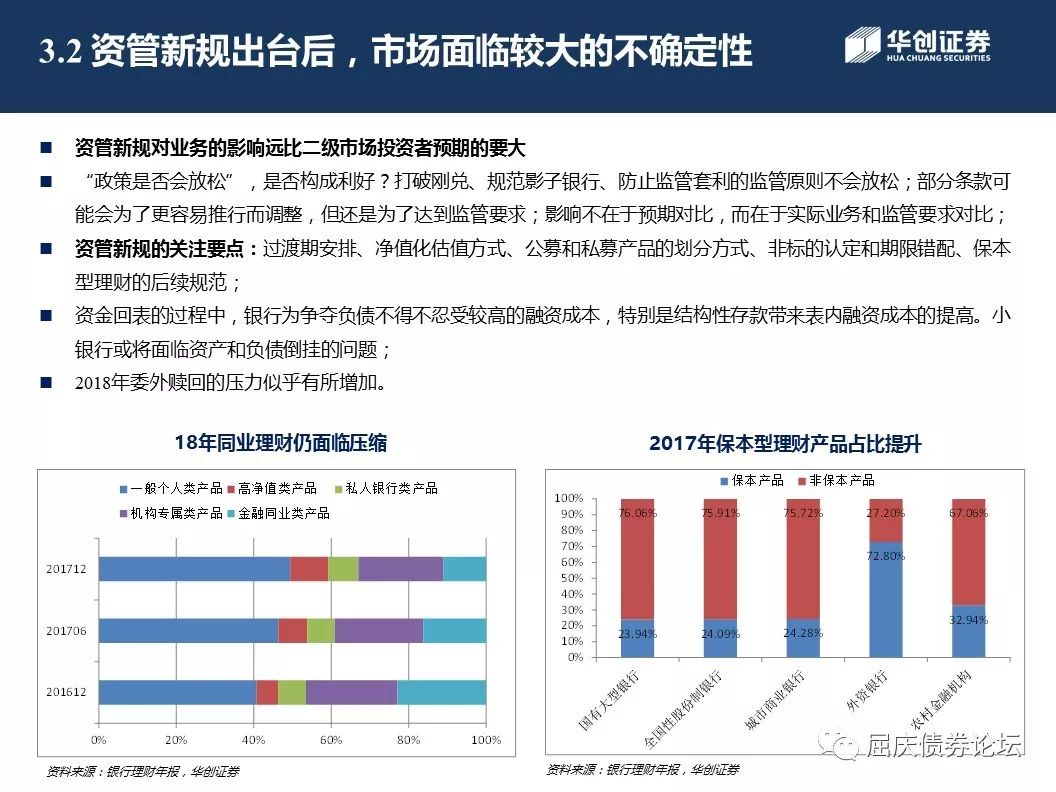 3.2 资管新规出台后，市场面临较大的不确定性
华创证券
HUA CHUANG SECURITIES
资管新规对业务的影响远比二级市场投资者预期的要大
“政策是否会放松”，是否构成利好？打破刚兑、规范影子银行、防止监管套利的监管原则不会放松；部分条款可
能会为了更容易推行而调整，但还是为了达到监管要求；影响不在于预期对比，而在于实际业务和监管要求对比；
资管新规的关注要点：过渡期安排、净值化估值方式、公募和私募产品的划分方式、非标的认定和期限错配、保本
型理财的后续规范；
资金回表的过程中，银行为争夺负债不得不忍受较高的融资成本，特别是结构性存款带来表内融资成本的提高。小
银行或将面临资产和负债倒挂的问题；
2018年委外赎回的压力似乎有所增加。
18年同业理财仍面临压缩
一般个人类产品 高净值类产品 私人银行类产品
机构专属类产品 金融同业类产品
201712
201706
201612
0% 20% 40% 60% 80% 100%
资料来源：银行理财年报，华创证券
2017年保本型理财产品占比提升
保本产品 非保本产品
100%
90%
80%
70%
60%
50%
40%
30%
20%
10%
0%
76.06% 75.91% 75.72% 27.20% 67.06%
23.94% 24.09% 24.28% 72.80% 32.94%
国有大型银行 全国性股份制银行 城市商业银行 外资银行 农村金融机构
资料来源：银行理财年报，华创证券
屈庆债券论坛